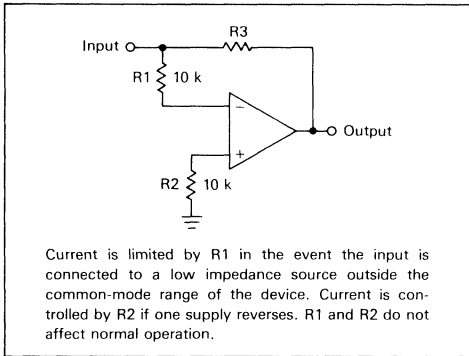 R3
Input
R1 10 k
−
Output
+
R2 10 k
Current is limited by R1 in the event the input is
connected to a low impedance source outside the
common-mode range of the device. Current is con-
trolled by R2 if one supply reverses. R1 and R2 do not
affect normal operation.